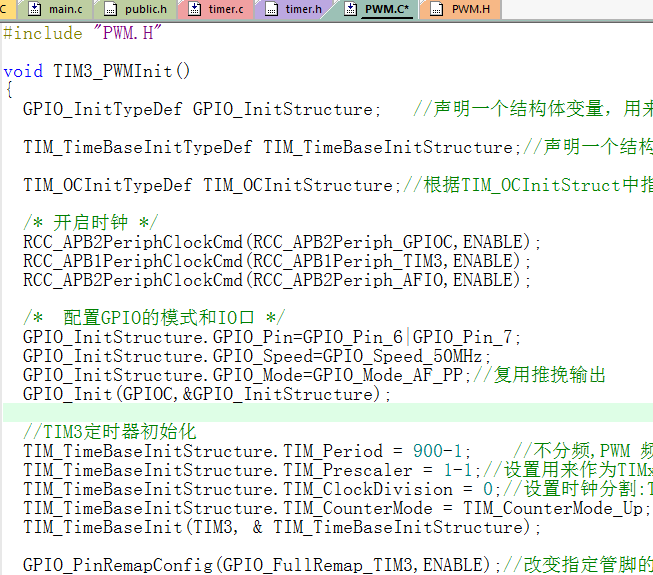 C main.c public.h timer.c timer.h PWM.C* PWM.H
#include "PWM.H"
void TIM3_PWMInit()
{
GPIO_InitTypeDef GPIO_InitStructure; //声明一个结构体变量，用来
TIM_TimeBaseInitTypeDef TIM_TimeBaseInitStructure;//声明一个结构
TIM_OCInitTypeDef TIM_OCInitStructure;//根据TIM_OCInitStruct中指
/* 开启时钟 */
RCC_APB2PeriphClockCmd(RCC_APB2Periph_GPIOC,ENABLE);
RCC_APB1PeriphClockCmd(RCC_APB1Periph_TIM3,ENABLE);
RCC_APB2PeriphClockCmd(RCC_APB2Periph_AFIO,ENABLE);
/* 配置GPIO的模式和IO口 */
GPIO_InitStructure.GPIO_Pin=GPIO_Pin_6|GPIO_Pin_7;
GPIO_InitStructure.GPIO_Speed=GPIO_Speed_50MHz;
GPIO_InitStructure.GPIO_Mode=GPIO_Mode_AF_PP;//复用推挽输出
GPIO_Init(GPIOC,&GPIO_InitStructure);
//TIM3定时器初始化
TIM_TimeBaseInitStructure.TIM_Period = 900-1; //不分频,PWM 频
TIM_TimeBaseInitStructure.TIM_Prescaler = 1-1;//设置用来作为TIMx
TIM_TimeBaseInitStructure.TIM_ClockDivision = 0;//设置时钟分割:T
TIM_TimeBaseInitStructure.TIM_CounterMode = TIM_CounterMode_Up;
TIM_TimeBaseInit(TIM3, & TIM_TimeBaseInitStructure);
GPIO_PinRemapConfig(GPIO_FullRemap_TIM3,ENABLE);//改变指定管脚的